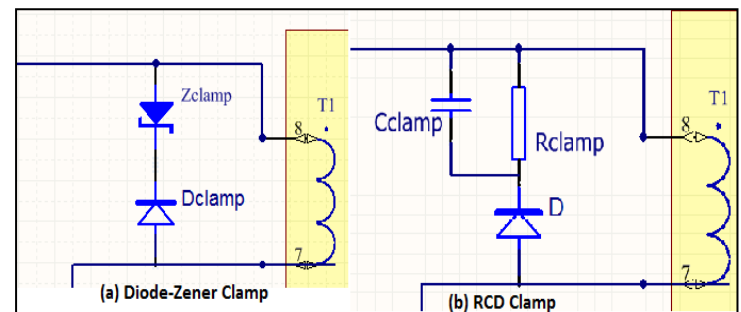 Zclamp
T1
8
Dclamp
7
(a) Diode-Zener Clamp
Cclamp
Rclamp
T1
8
D
7
(b) RCD Clamp